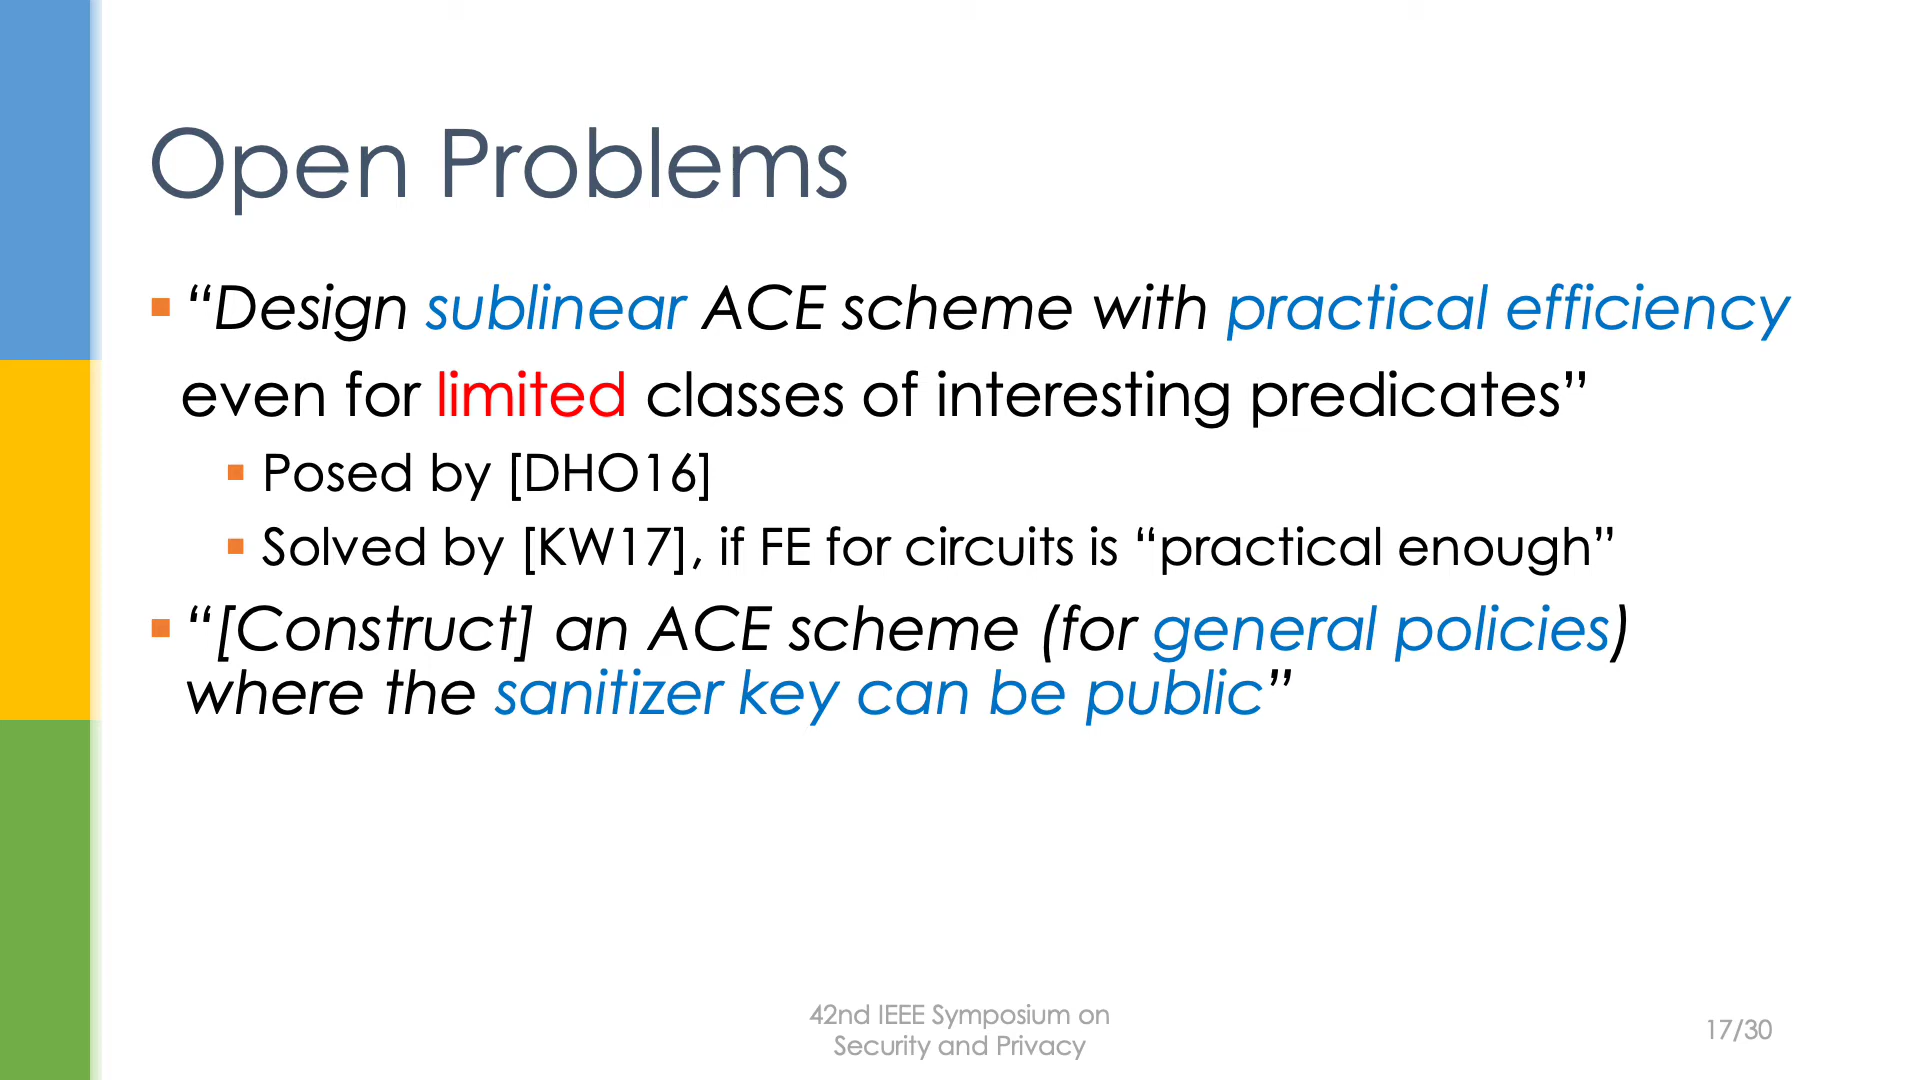 Open Problems
“Design sublinear ACE scheme with practical efficiency
even for limited classes of interesting predicates”
Posed by [DHO16]
Solved by [KW17], if FE for circuits is “practical enough”
“[Construct] an ACE scheme (for general policies)
where the sanitizer key can be public”
42nd IEEE Symposium on
Security and Privacy
17/30